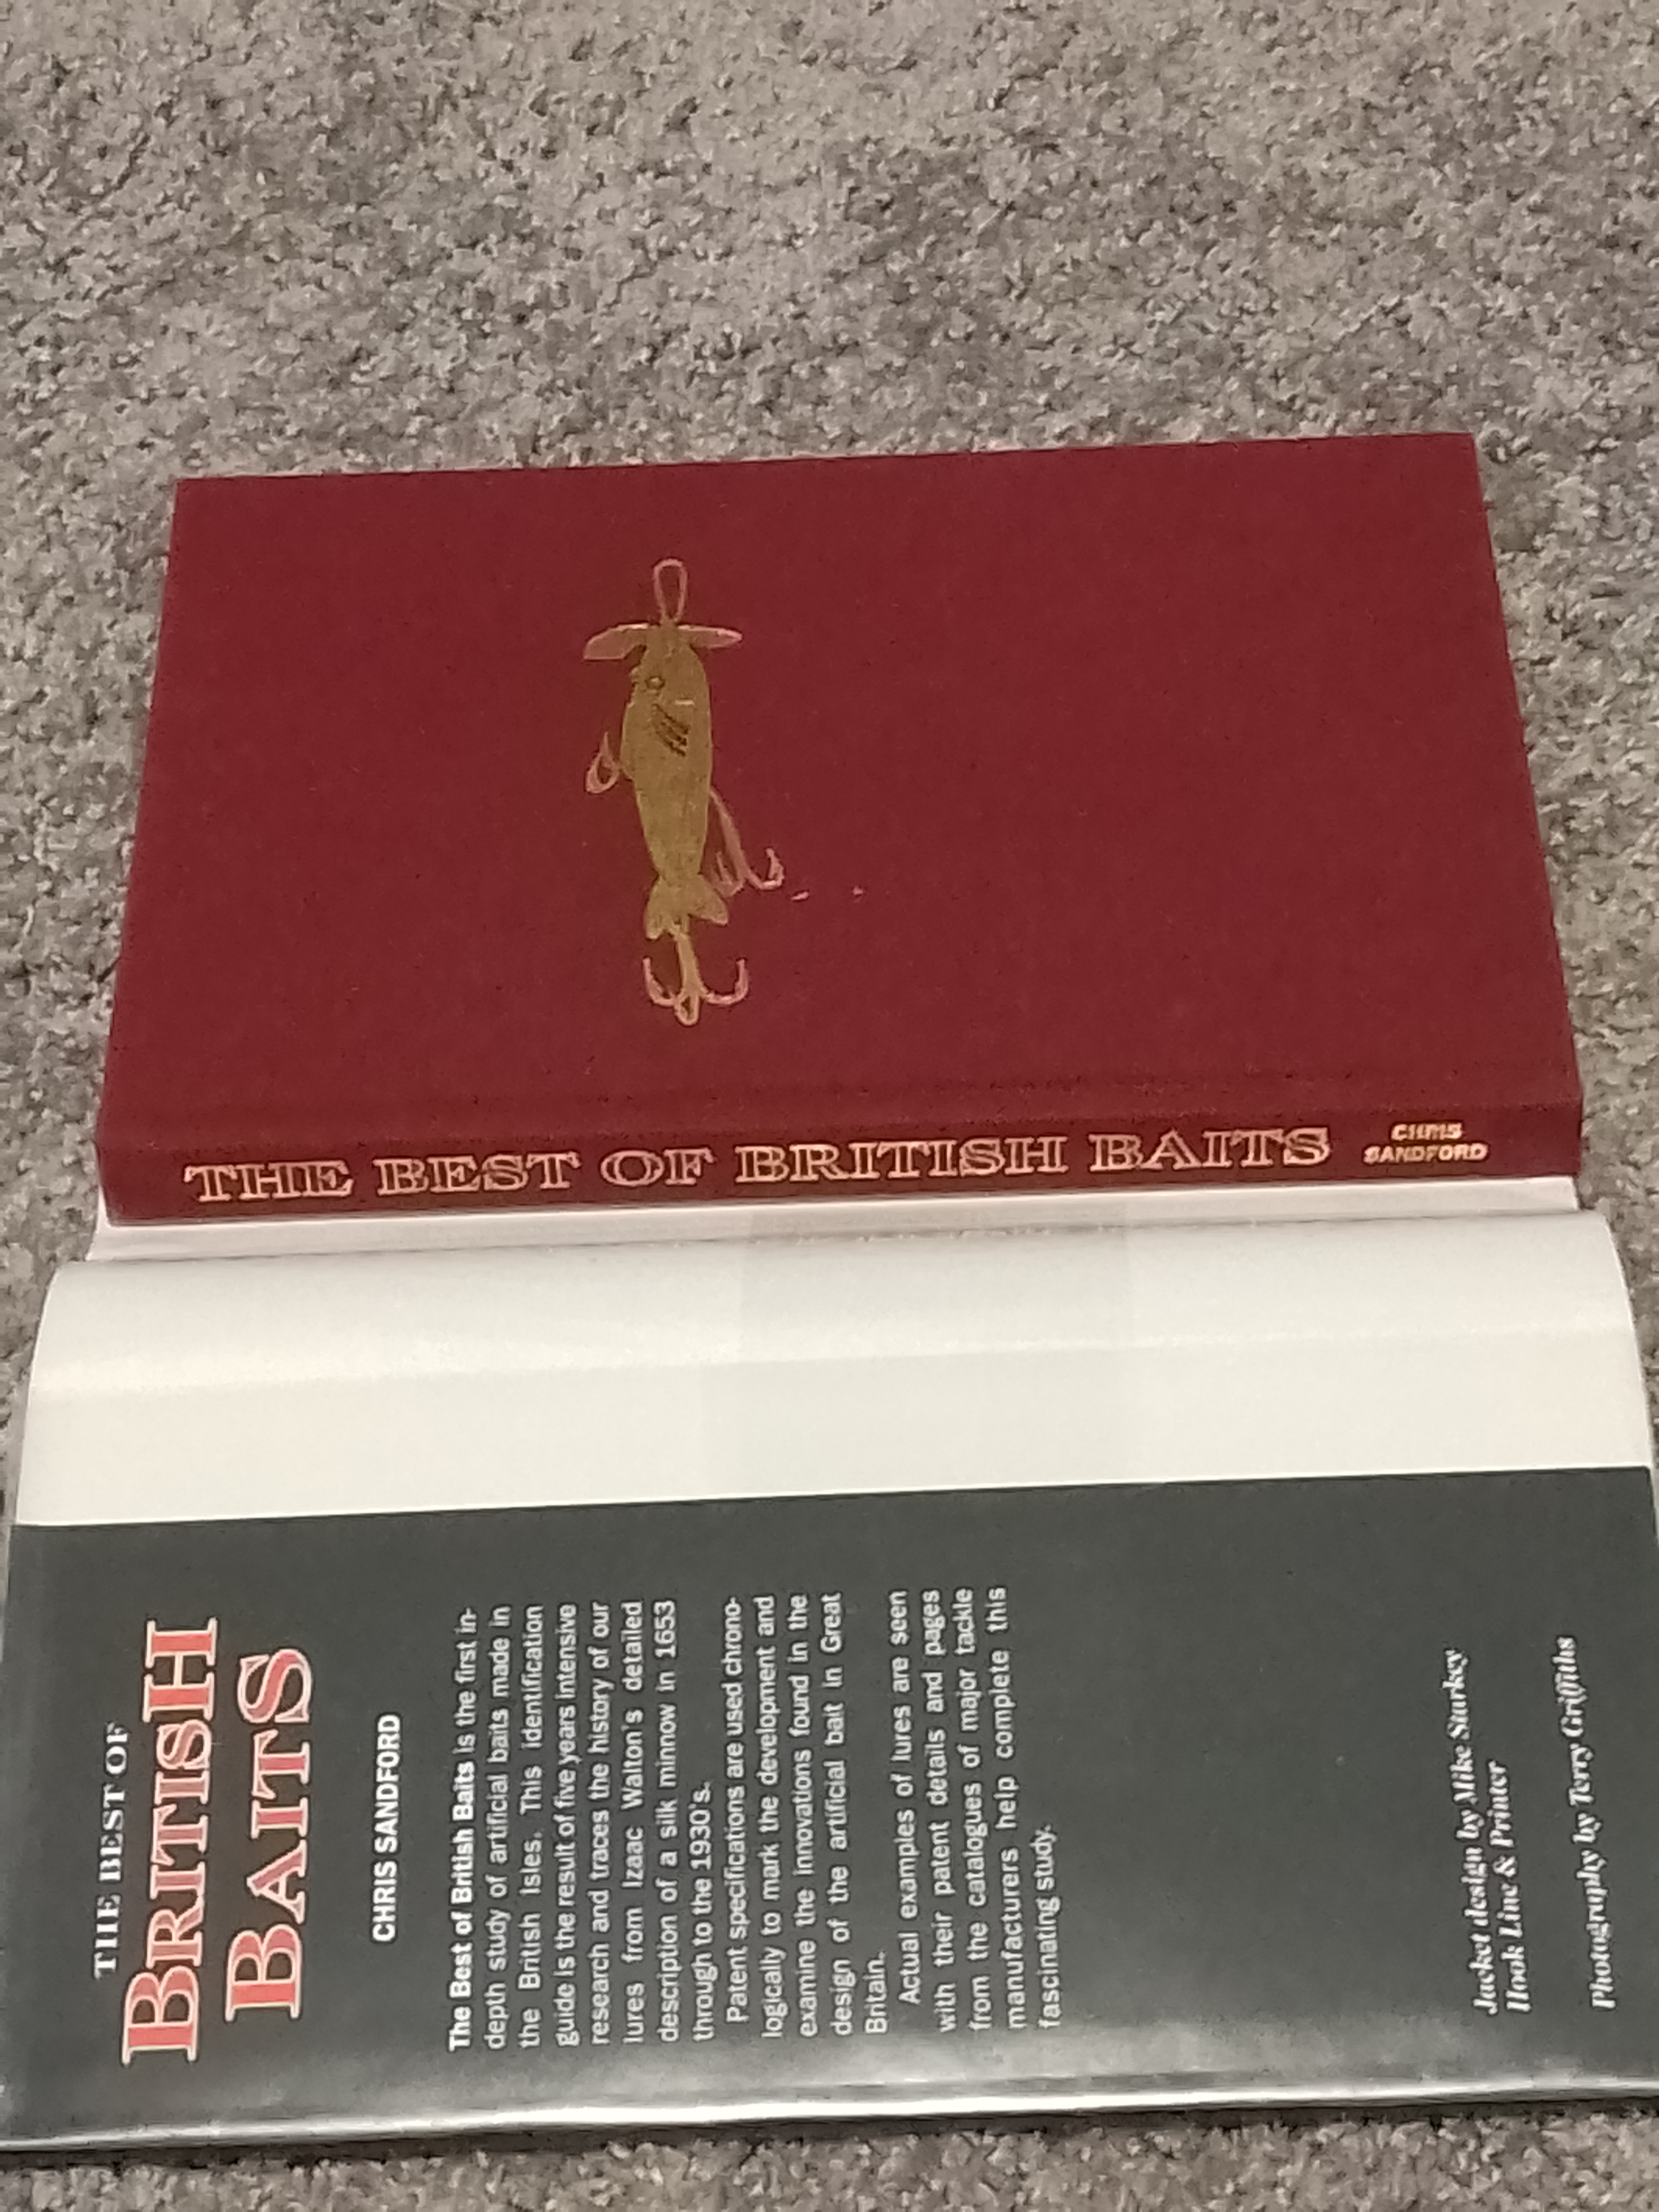 THE BEST OF BRITISH BAITS
CHRIS
SANDFORD
THE BEST OF
BRITISH
BAITS
CHRIS SANDFORD
The Best of British Baits is the first in-
depth study of artificial baits made in
the British Isles. This identification
guide is the result of five years intensive
research and traces the history of our
lures from Izaac Walton's detailed
description of a silk minnow in 1653
through to the 1930's.
Patent specifications are used chrono-
logically to mark the development and
examine the innovations found in the
design of the artificial bait in Great
Britain.
Actual examples of lures are seen
with their patent details and pages
from the catalogues of major tackle
manufacturers help complete this
fascinating study.
Jacket design by Mike Starkey
Hook Line & Printer
Photography by Terry Griffiths